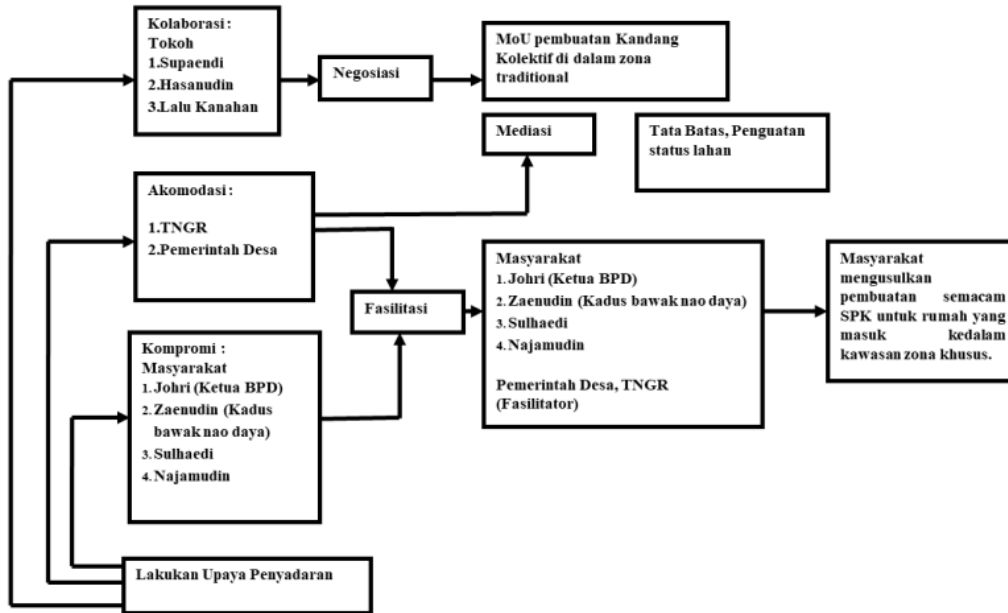 Kolaborasi :
Tokoh
1.Supaendi
2.Hasanudin
3.Lalu Kanahan
Negosiasi
MoU pembuatan Kandang
Kolektif di dalam zona
traditional
Mediasi
Tata Batas, Penguatan
status lahan
Akomodasi :
1.TNGR
2.Pemerintah Desa
Fasilitasi
Masyarakat
1. Johri (Ketua BPD)
2. Zaenudin (Kadus bawak nao daya)
3. Sulhaedi
4. Najamudin
Pemerintah Desa, TNGR
(Fasilitator)
Masyarakat
mengusulkan
pembuatan semacam
SPK untuk rumah yang
masuk kedalam
kawasan zona khusus.
Kompromi :
Masyarakat
1. Johri (Ketua BPD)
2. Zaenudin (Kadus
bawak nao daya)
3. Sulhaedi
4. Najamudin
Lakukan Upaya Penyadaran